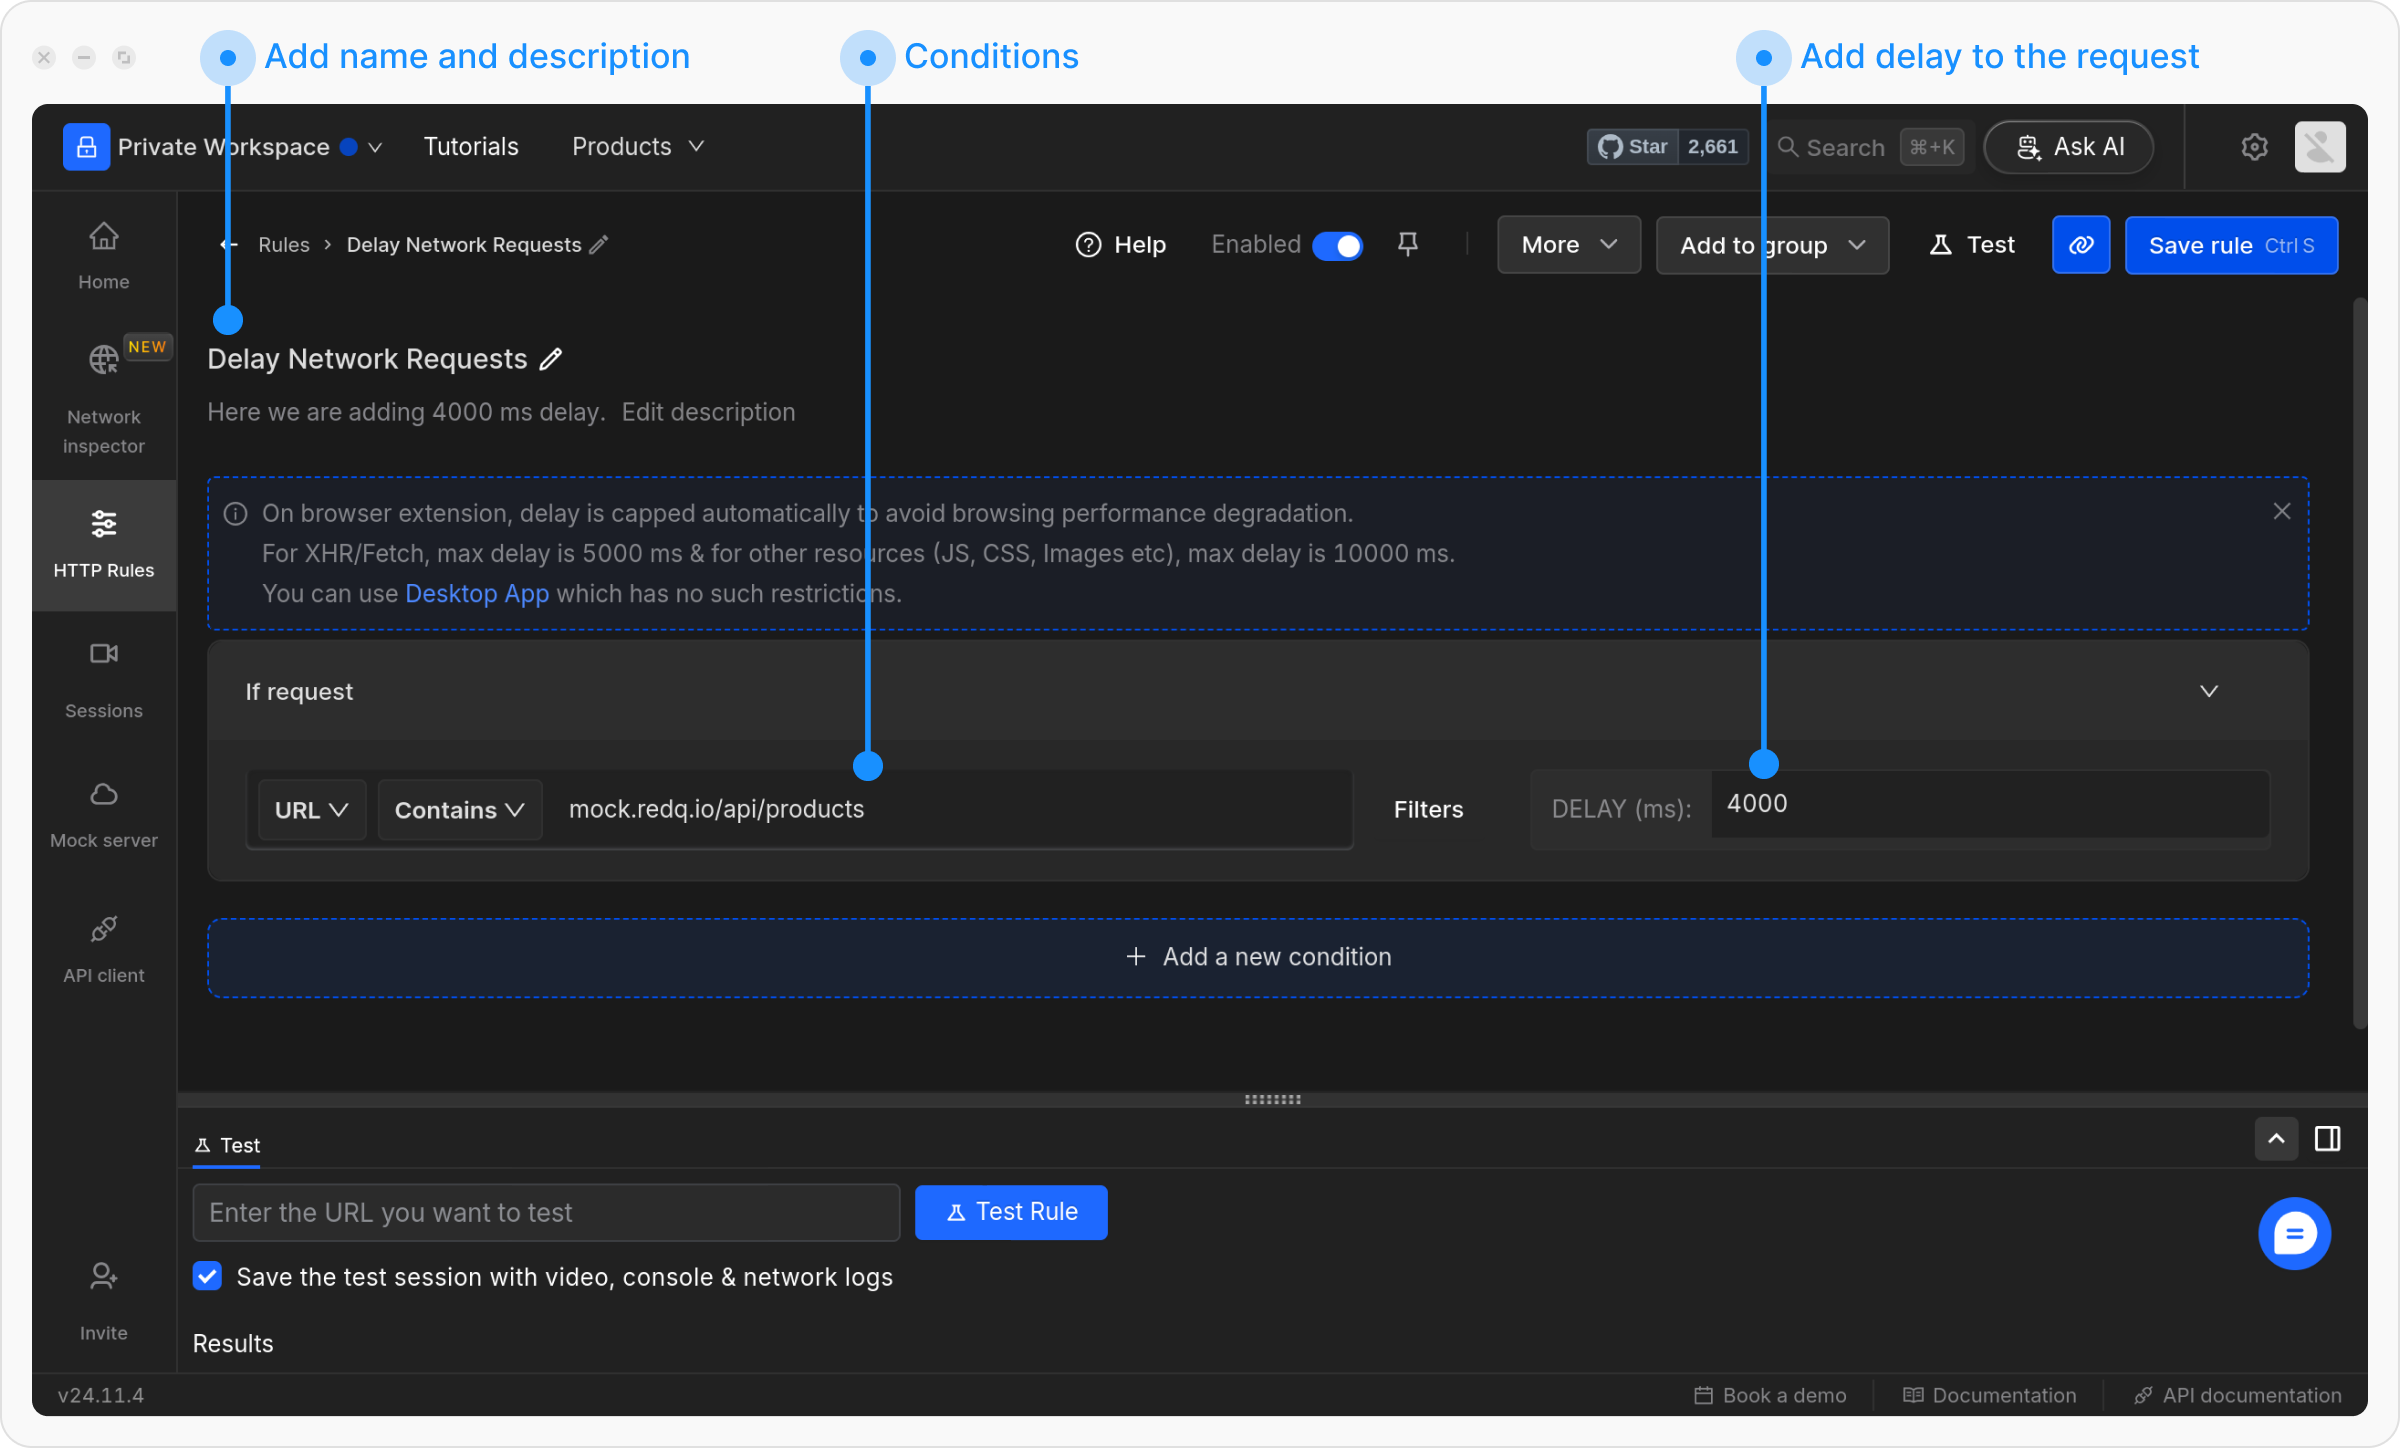 Add name and description
Conditions
Add delay to the request
Private Workspace
Tutorials
Products
Star 2,661
Search ⌘+K
Ask AI
Rules › Delay Network Requests
Help
Enabled
More
Add to group
Test
Save rule Ctrl S
Home
NEW
Network
inspector
HTTP Rules
Sessions
Mock server
API client
Invite
Delay Network Requests
Here we are adding 4000 ms delay. Edit description
On browser extension, delay is capped automatically to avoid browsing performance degradation.
For XHR/Fetch, max delay is 5000 ms & for other resources (JS, CSS, Images etc), max delay is 10000 ms.
You can use Desktop App which has no such restrictions.
If request
URL
Contains
mock.redq.io/api/products
Filters
DELAY (ms):
4000
+ Add a new condition
Test
Enter the URL you want to test
Test Rule
Save the test session with video, console & network logs
Results
v24.11.4
Book a demo
Documentation
API documentation